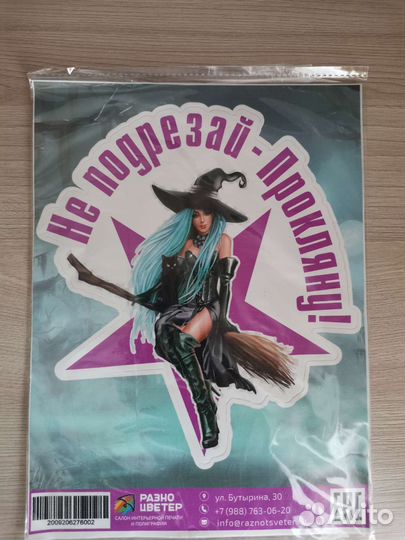 Не подрезай - Прокляну!
РАЗНО
ЦВЕТЕР
САЛОН ИНТЕРЬЕРНОЙ ПЕЧАТИ
И ПОЛИГРАФИИ
2009206278002
ул. Бутырина, 30
+7 (988) 763-06-20
info@raznotsveter
EAC
Avito